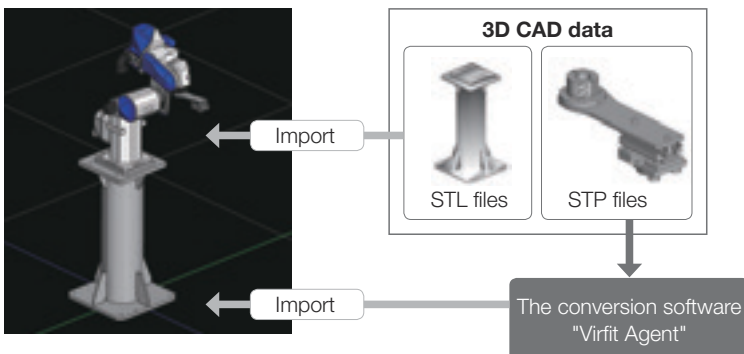 3D CAD data
STL files
STP files
Import
Import
The conversion software
"Virfit Agent"